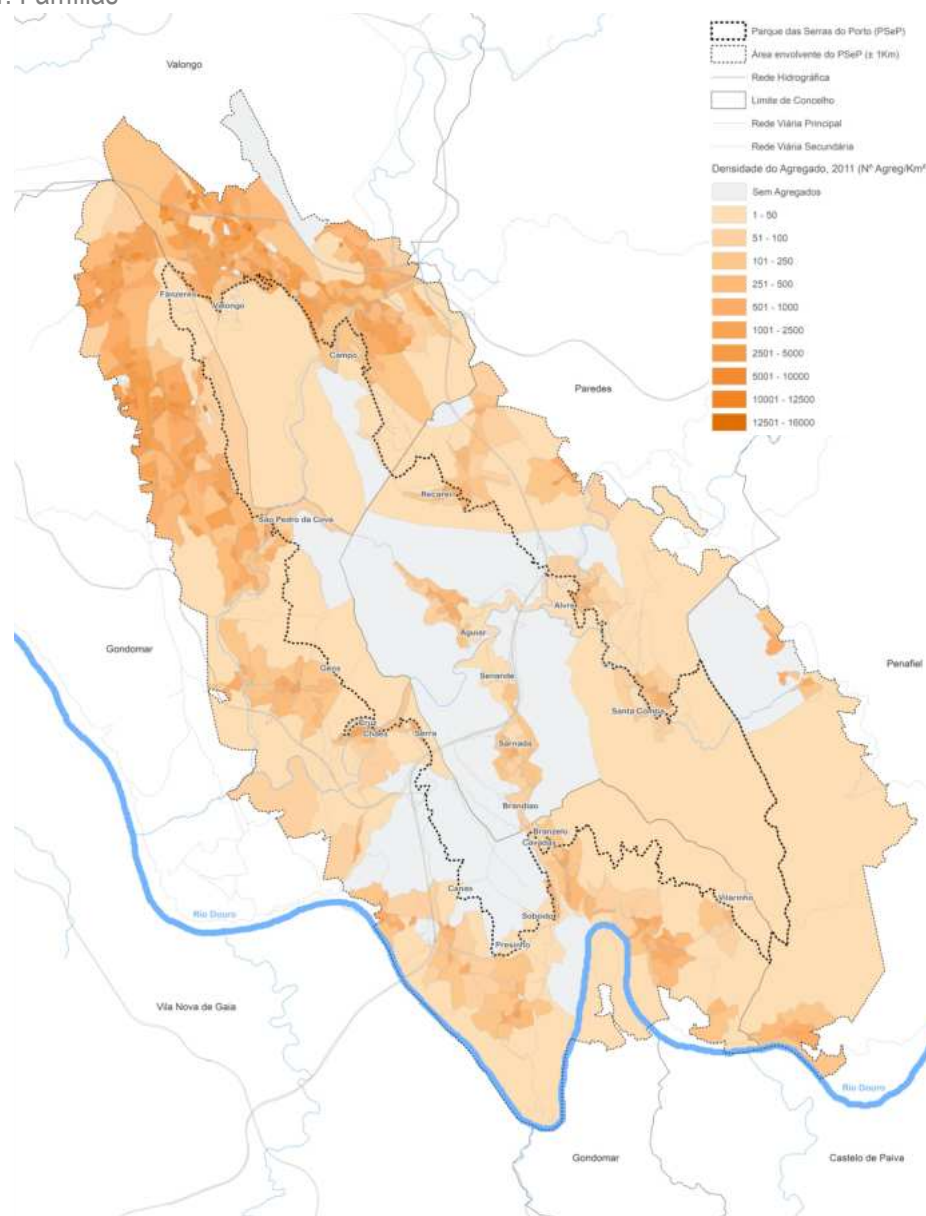 Parque das Serras do Porto (PSeP)
Área envolvente do PSeP (± 1Km)
Rede Hidrográfica
Limite de Concelho
Rede Viária Principal
Rede Viária Secundária
Densidade do Agregado, 2011 (Nº Agreg/Km²
Sem Agregados
1 - 50
51 - 100
101 - 250
251 - 500
501 - 1000
1001 - 2500
2501 - 5000
5001 - 10000
10001 - 12500
12501 - 16000
Valongo
Fânzeres
Valongo
Campo
Paredes
Recarei
São Pedro da Cova
Alvre
Aguiar
Gondomar
Penafiel
Gens
Senande
Santa Comba
Cruz
Chães
Serra
Sarnada
Brandião
Branzelo
Covadas
Canas
Vilarinho
Rio Douro
Soboido
Presinho
Vila Nova de Gaia
Rio Douro
Gondomar
Castelo de Paiva